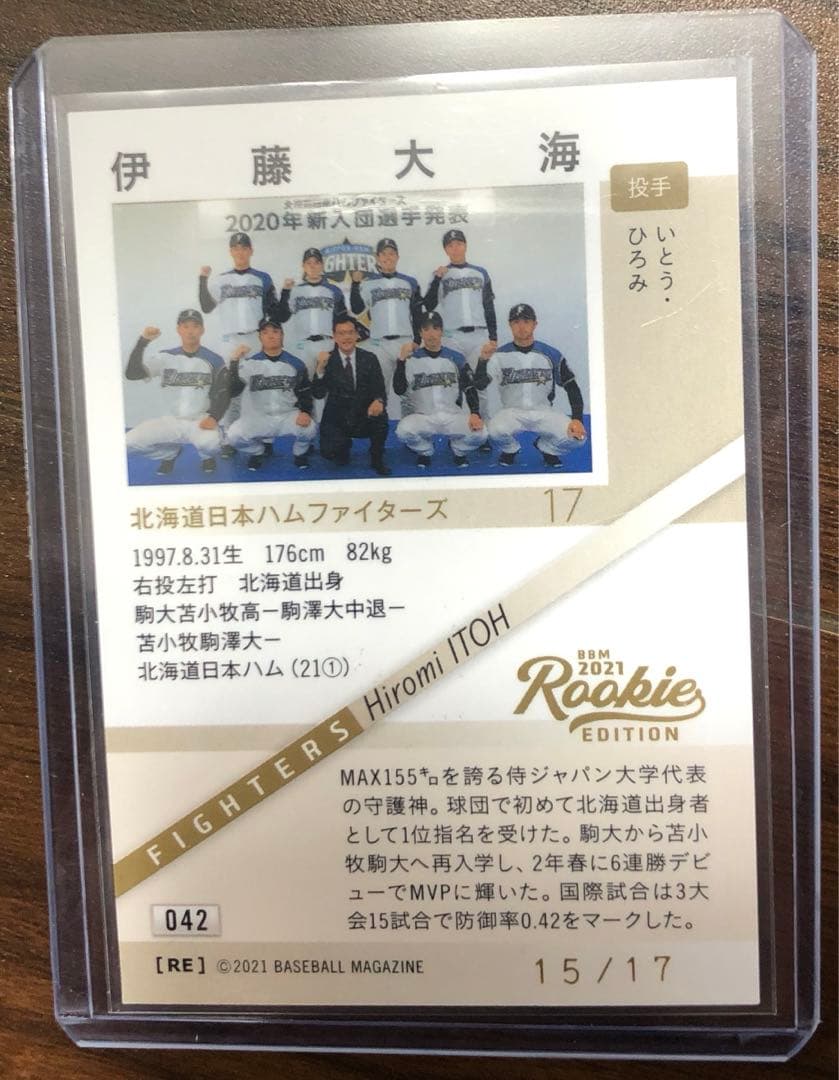 伊藤大海
投手
いとう・
ひろみ
2020年新入団選手発表
北海道日本ハムファイターズ 17
1997.8.31生 176cm 82kg
右投左打 北海道出身
駒大苫小牧高ー駒澤大中退ー
苫小牧駒澤大ー
北海道日本ハム(21①)
FIGHTERS Hiromi ITOH
BBM
2021
Rookie
EDITION
MAX155㌔を誇る侍ジャパン大学代表
の守護神。球団で初めて北海道出身者
として1位指名を受けた。駒大から苫小
牧駒大へ再入学し、2年春に6連勝デビ
ューでMVPに輝いた。国際試合は3大
会15試合で防御率0.42をマークした。
042
[RE] ©2021 BASEBALL MAGAZINE
15/17